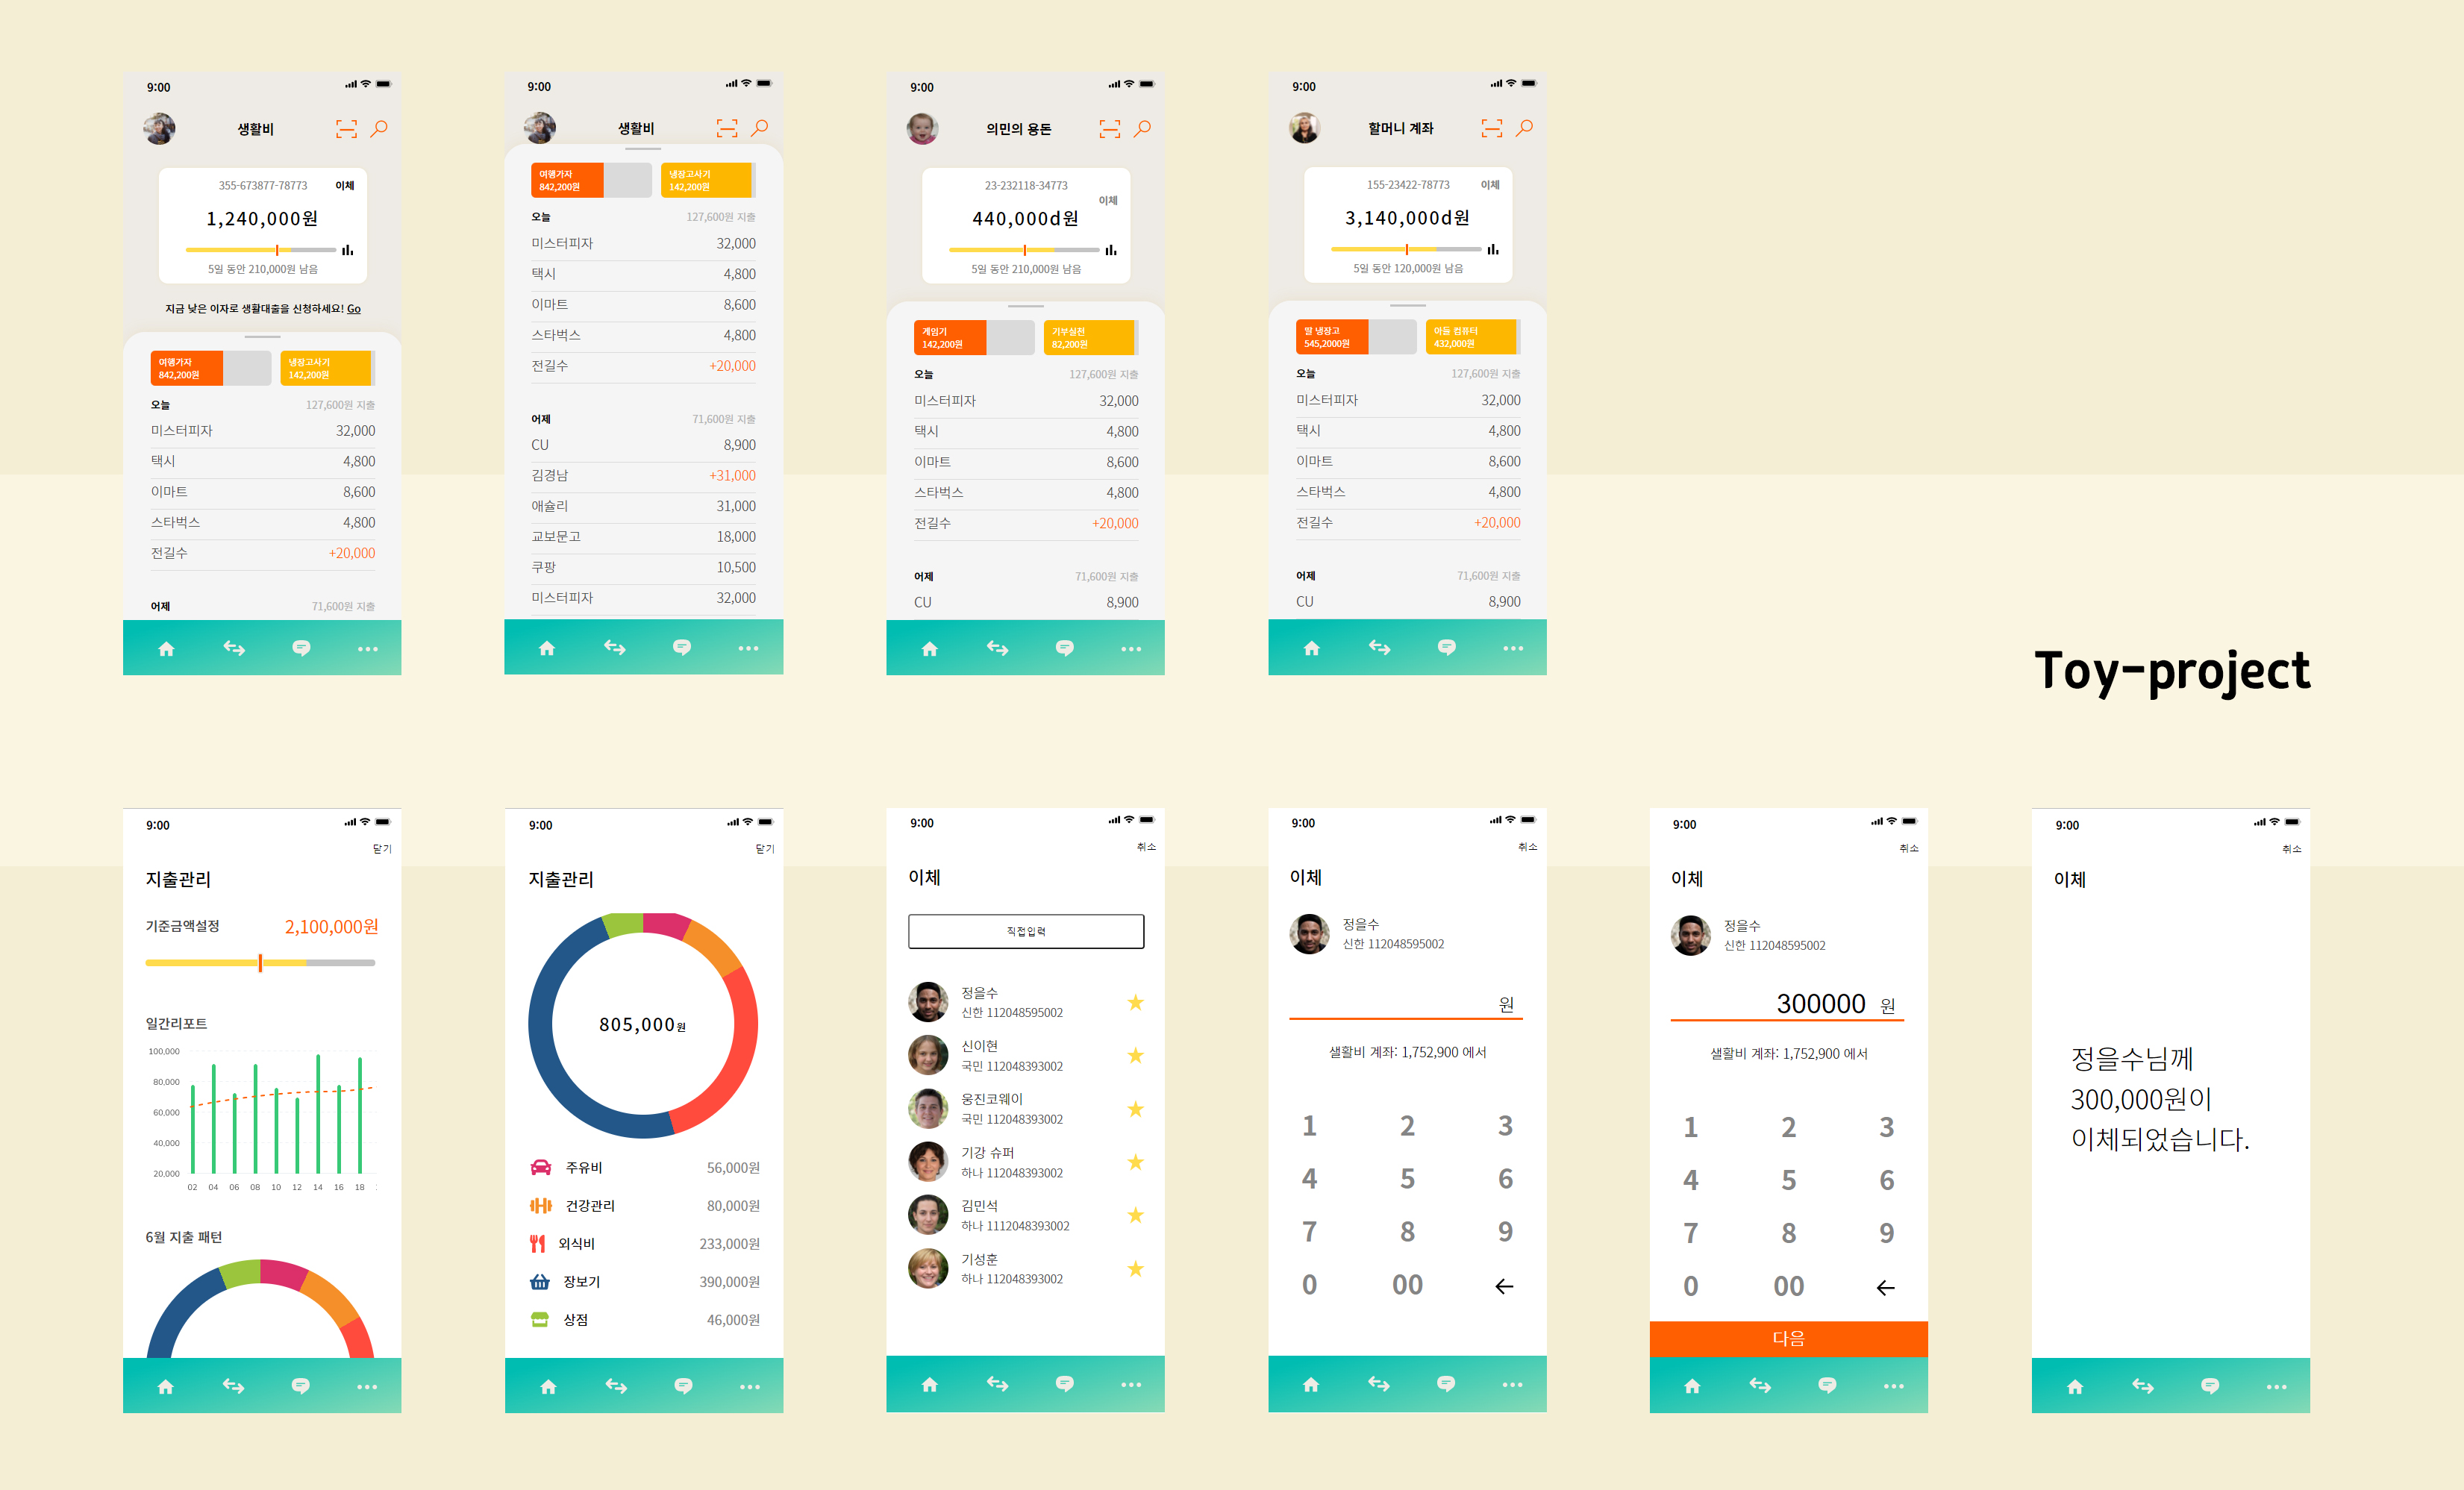 9:00
생활비
355-673877-78773 이체
1,240,000원
5일 동안 210,000원 남음
지금 낮은 이자로 생활대출을 신청하세요! Go
여행가자
842,200원
냉장고사기
142,200원
오늘 127,600원 지출
미스터피자 32,000
택시 4,800
이마트 8,600
스타벅스 4,800
전길수 +20,000
어제 71,600원 지출
9:00
생활비
여행가자
842,200원
냉장고사기
142,200원
오늘 127,600원 지출
미스터피자 32,000
택시 4,800
이마트 8,600
스타벅스 4,800
전길수 +20,000
어제 71,600원 지출
CU 8,900
김경남 +31,000
애슐리 31,000
교보문고 18,000
쿠팡 10,500
미스터피자 32,000
9:00
의민의 용돈
23-232118-34773
이체
440,000d원
5일 동안 210,000원 남음
게임기
142,200원
기부실천
82,200원
오늘 127,600원 지출
미스터피자 32,000
택시 4,800
이마트 8,600
스타벅스 4,800
전길수 +20,000
어제 71,600원 지출
CU 8,900
9:00
할머니 계좌
155-23422-78773 이체
3,140,000d원
5일 동안 120,000원 남음
딸 냉장고
545,2000원
아들 컴퓨터
432,000원
오늘 127,600원 지출
미스터피자 32,000
택시 4,800
이마트 8,600
스타벅스 4,800
전길수 +20,000
어제 71,600원 지출
CU 8,900
Toy-project
9:00
닫기
지출관리
기준금액설정 2,100,000원
일간리포트
100,000
80,000
60,000
40,000
20,000
02 04 06 08 10 12 14 16 18
6월 지출 패턴
9:00
닫기
지출관리
805,000원
주유비 56,000원
건강관리 80,000원
외식비 233,000원
장보기 390,000원
상점 46,000원
9:00
취소
이체
직접입력
정을수
신한 112048595002
신이현
국민 112048393002
웅진코웨이
국민 112048393002
기강 슈퍼
하나 112048393002
김민석
하나 1112048393002
기성훈
하나 112048393002
9:00
취소
이체
정을수
신한 112048595002
원
생활비 계좌: 1,752,900 에서
1 2 3
4 5 6
7 8 9
0 00
9:00
취소
이체
정을수
신한 112048595002
300000 원
생활비 계좌: 1,752,900 에서
1 2 3
4 5 6
7 8 9
0 00
다음
9:00
취소
이체
정을수님께
300,000원이
이체되었습니다.